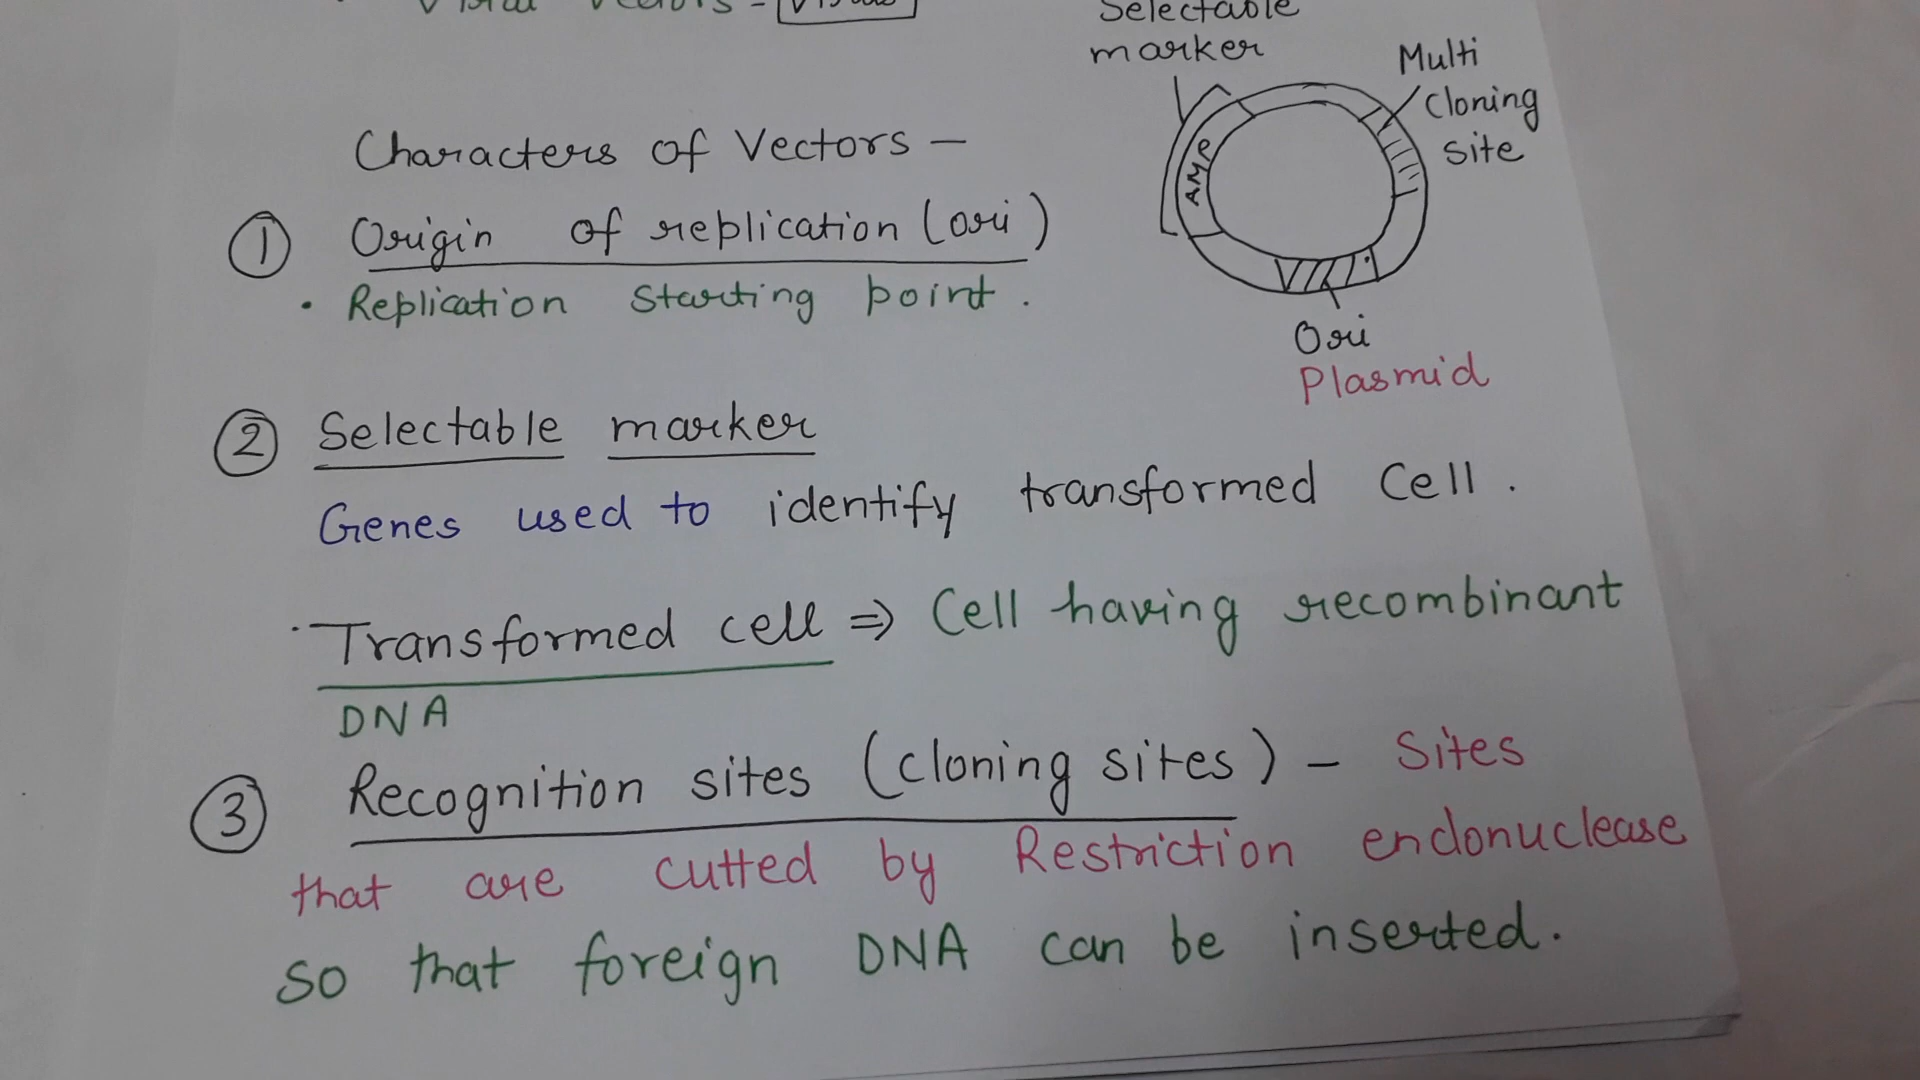 Viral Vectors -
Selectable
marker
Multi
cloning
site
AMP
Ori
Plasmid
Characters of Vectors -
① Origin of replication (ori)
• Replication starting point.
② Selectable marker
Genes used to identify transformed cell.
· Transformed cell ⇒ Cell having recombinant
DNA
③ Recognition sites (cloning sites) - Sites
that are cutted by Restriction endonuclease
so that foreign DNA can be inserted.